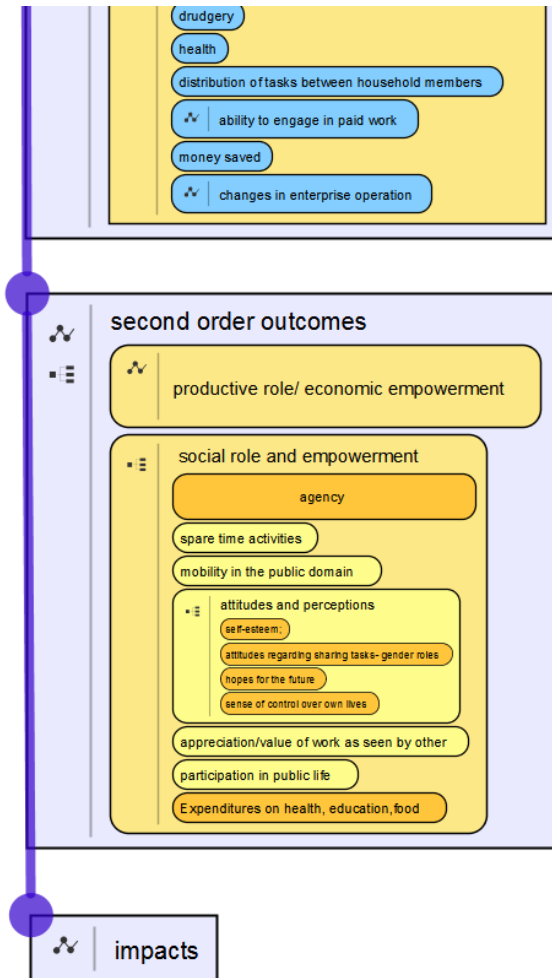 drudgery
health
distribution of tasks between household members
ability to engage in paid work
money saved
changes in enterprise operation
second order outcomes
productive role/ economic empowerment
social role and empowerment
agency
spare time activities
mobility in the public domain
attitudes and perceptions
self-esteem;
attitudes regarding sharing tasks- gender roles
hopes for the future
sense of control over own lives
appreciation/value of work as seen by other
participation in public life
Expenditures on health, education,food
impacts